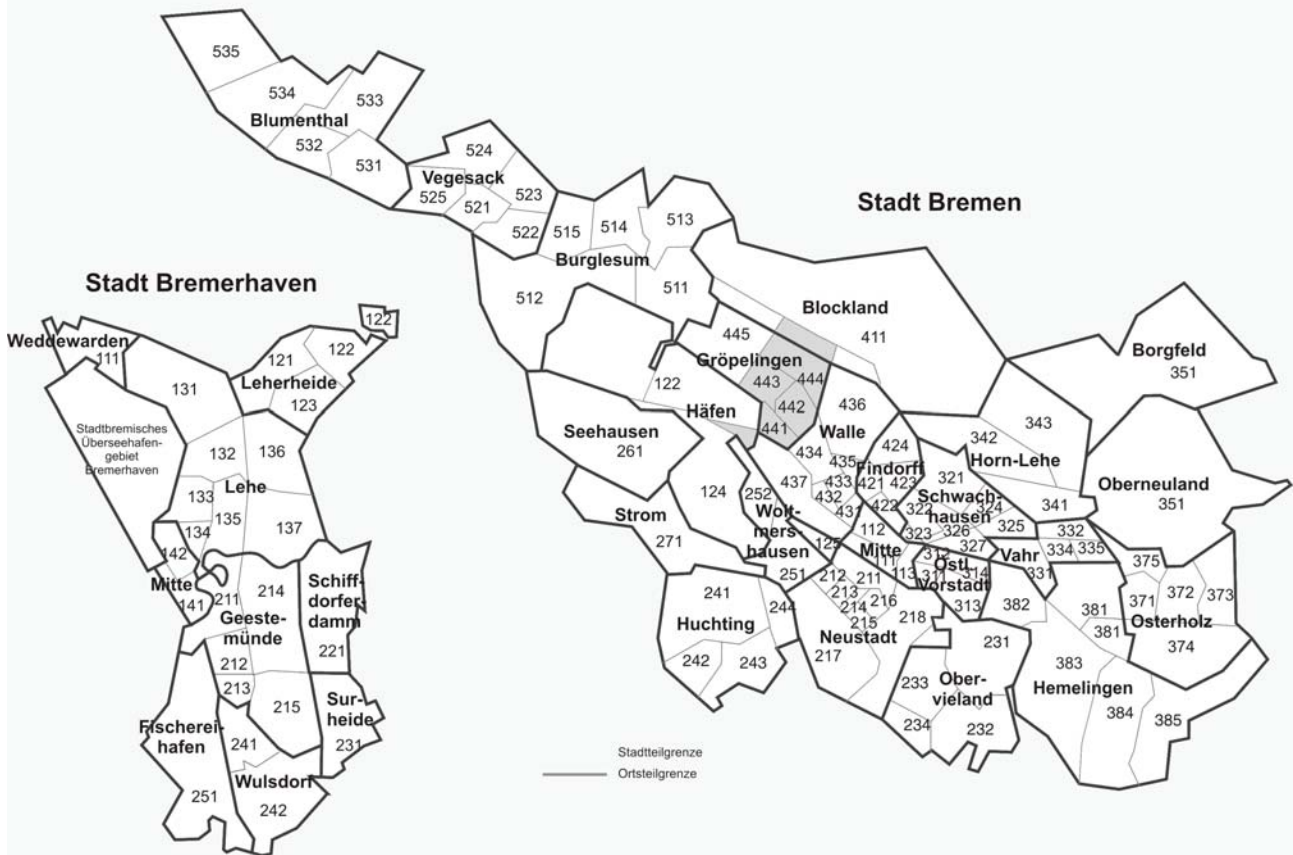 Stadt Bremen
535
534
533
Blumenthal
532
531
524
Vegesack
525
521
523
522
515
514
513
Burglesum
512
511
Blockland
411
445
Gröpelingen
443
444
442
441
122
Häfen
Seehausen
261
124
252
Strom
271
Wolt-
mers-
hausen
125
251
436
Walle
434
435
433
437
432
431
424
Findorff
421
423
422
112
Mitte
111
113
342
343
Horn-Lehe
341
321
Schwach-
hausen
322
324
323
326
325
327
Borgfeld
351
Oberneuland
351
332
Vahr
334
335
331
312
Östl.
311
314
Vorstadt
313
375
371
372
373
Osterholz
374
382
381
381
383
Hemelingen
384
385
241
244
Huchting
242
243
212
211
213
214
216
215
218
Neustadt
217
231
233
Ober-
vieland
234
232
Stadt Bremerhaven
Weddewarden
111
122
121
122
Leherheide
123
131
Stadtbremisches
Überseehafen-
gebiet
Bremerhaven
132
136
Lehe
133
135
134
137
142
Mitte
141
211
214
Geeste-
münde
212
213
215
Schiff-
dorfer-
damm
221
Sur-
heide
231
Fischerei-
hafen
251
241
Wulsdorf
242
Stadtteilgrenze
Ortsteilgrenze